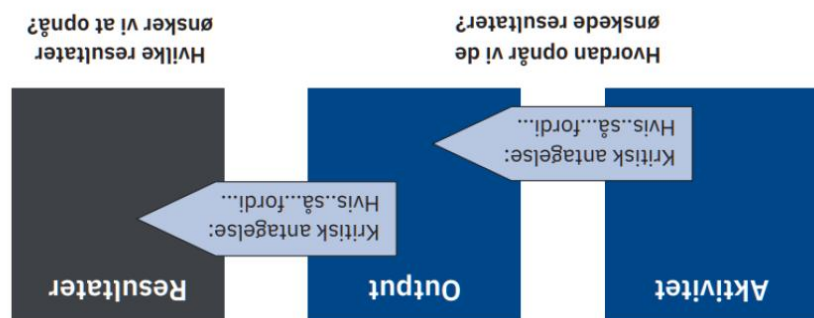 Aktivitet
Output
Resultater
Kritisk antagelse:
Hvis..så...fordi...
Kritisk antagelse:
Hvis..så...fordi...
Hvordan opnår vi de
ønskede resultater?
Hvilke resultater
ønsker vi at opnå?